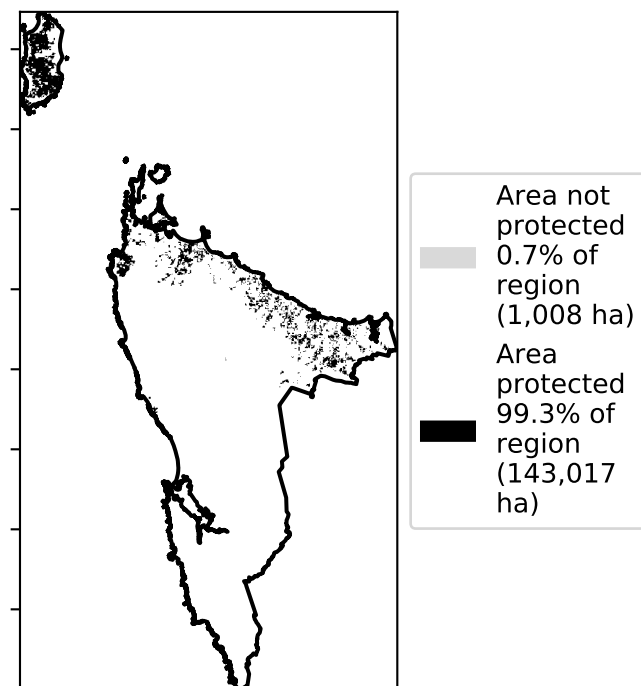 Area not
protected
0.7% of
region
(1,008 ha)
Area
protected
99.3% of
region
(143,017
ha)